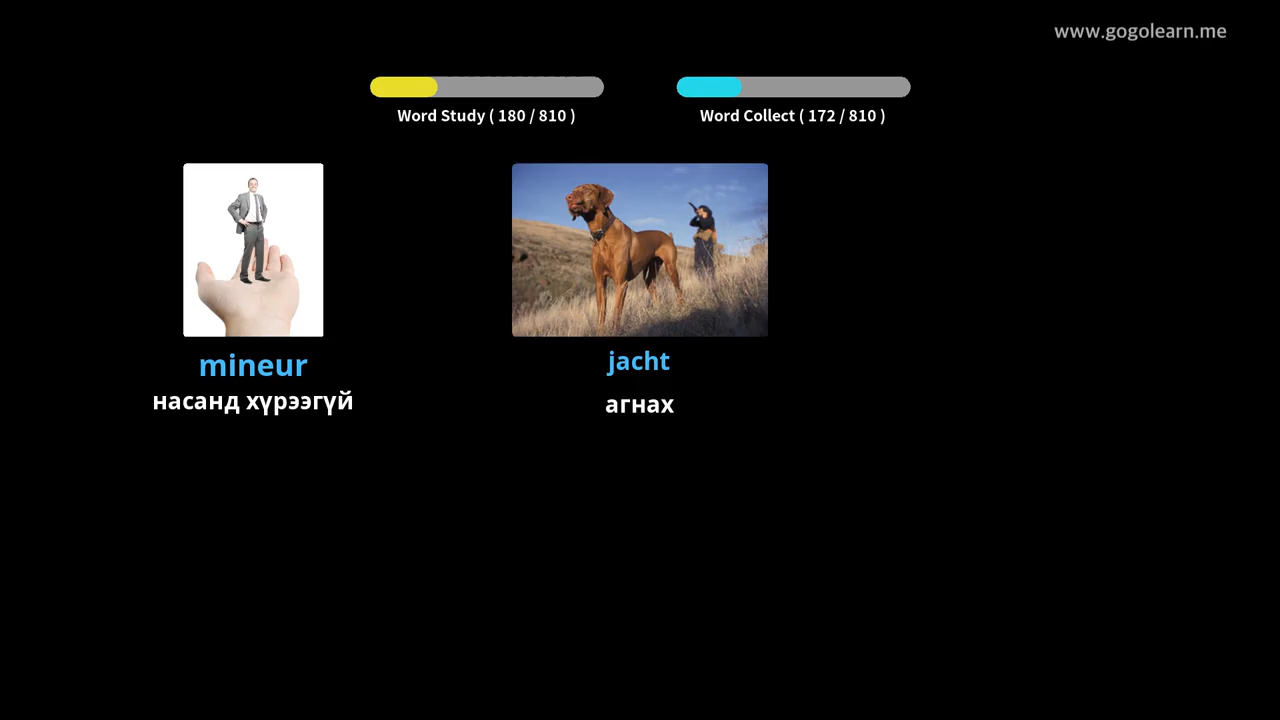 www.gogolearn.me
Word Study ( 180 / 810 )
Word Collect ( 172 / 810 )
mineur
насанд хүрээгүй
jacht
агнах